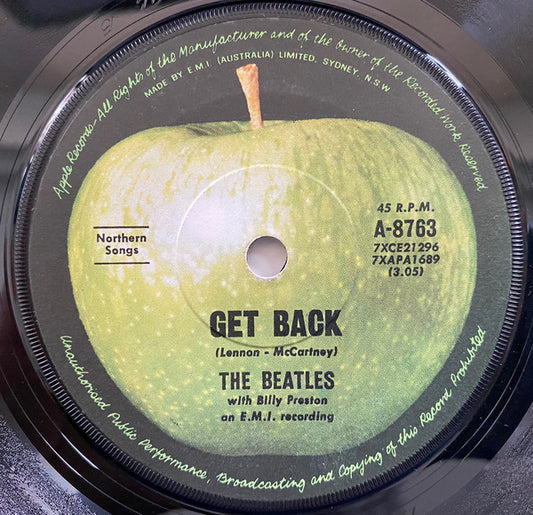 Apple Records-All Rights of the Manufacturer and of the Owner of the Recorded Work Reserved
MADE BY E.M.I. (AUSTRALIA) LIMITED. SYDNEY, N.S.W
45 R.P.M.
A-8763
7XCE21296
7XAPA1689
(3.05)
Northern
Songs
GET BACK
(Lennon - McCartney)
THE BEATLES
with Billy Preston
an E.M.I. recording
Unauthorised Public Performance, Broadcasting and Copying of this Record Prohibited